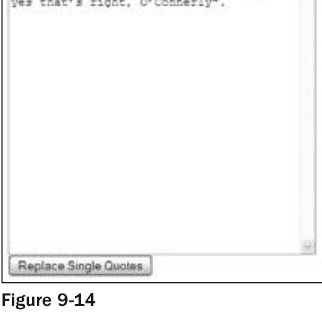 yes that's right, O'Connerly".
Replace Single Quotes
Figure 9-14